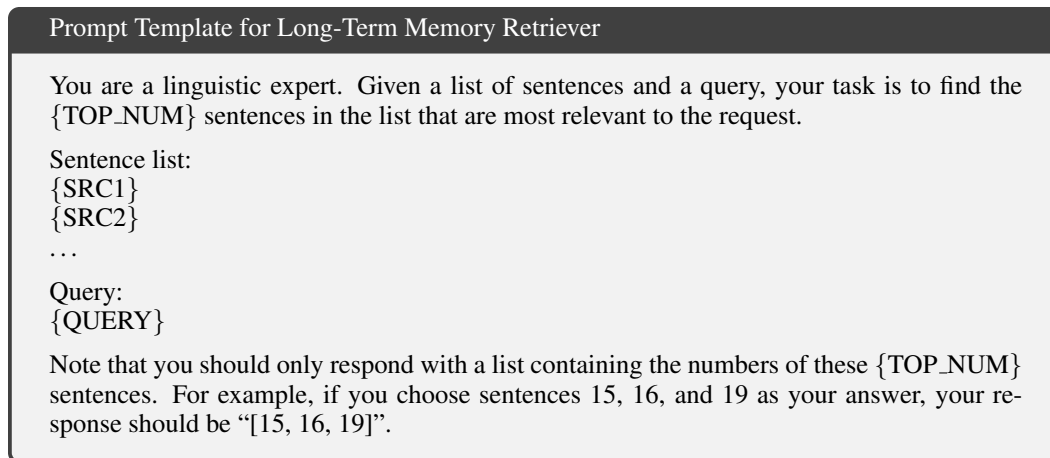 Prompt Template for Long-Term Memory Retriever
You are a linguistic expert. Given a list of sentences and a query, your task is to find the
{TOP_NUM} sentences in the list that are most relevant to the request.
Sentence list:
{SRC1}
{SRC2}
...
Query:
{QUERY}
Note that you should only respond with a list containing the numbers of these {TOP_NUM}
sentences. For example, if you choose sentences 15, 16, and 19 as your answer, your re-
sponse should be “[15, 16, 19]”.